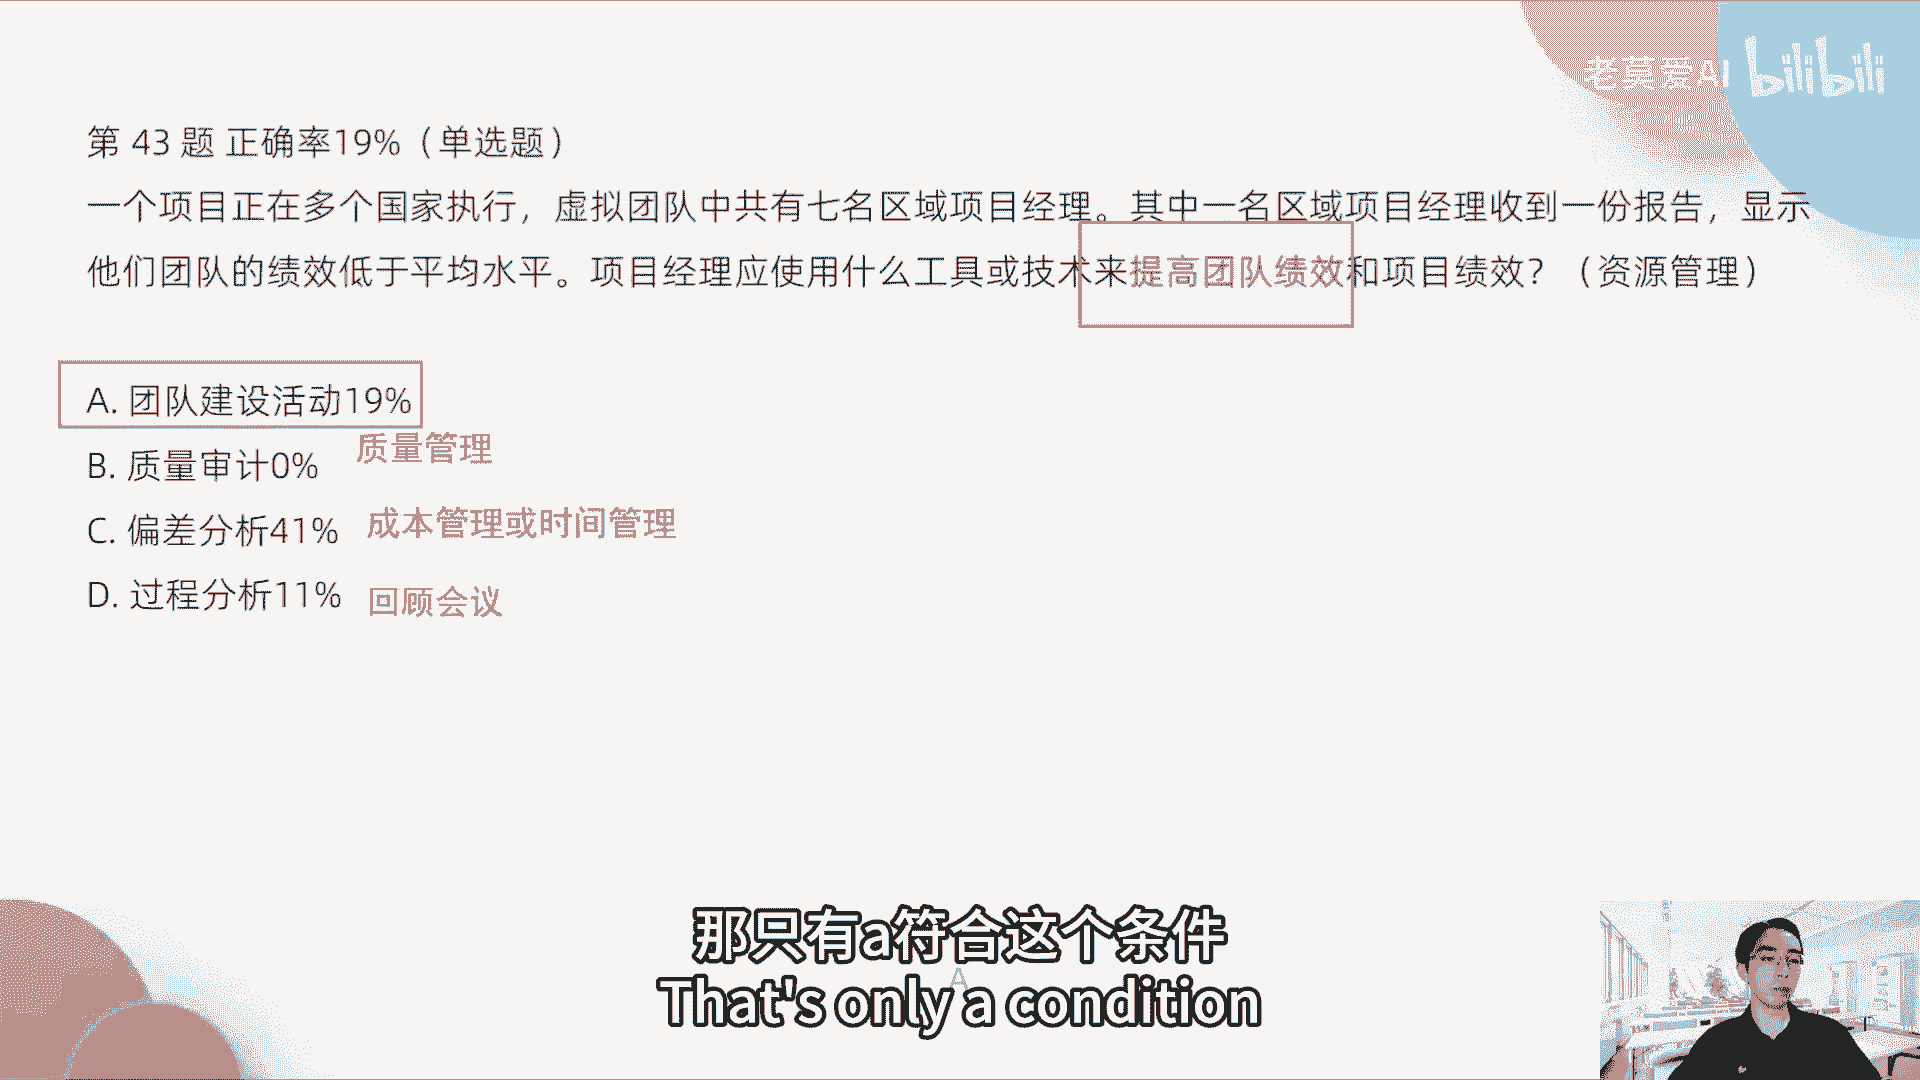 老莫爱AI bilibili
第 43 题 正确率19%（单选题）
一个项目正在多个国家执行，虚拟团队中共有七名区域项目经理。其中一名区域项目经理收到一份报告，显示
他们团队的绩效低于平均水平。项目经理应使用什么工具或技术来提高团队绩效和项目绩效？（资源管理）
A. 团队建设活动19%
质量管理
B. 质量审计0%
成本管理或时间管理
C. 偏差分析41%
D. 过程分析11%
回顾会议
那只有a符合这个条件
A
That's only a condition